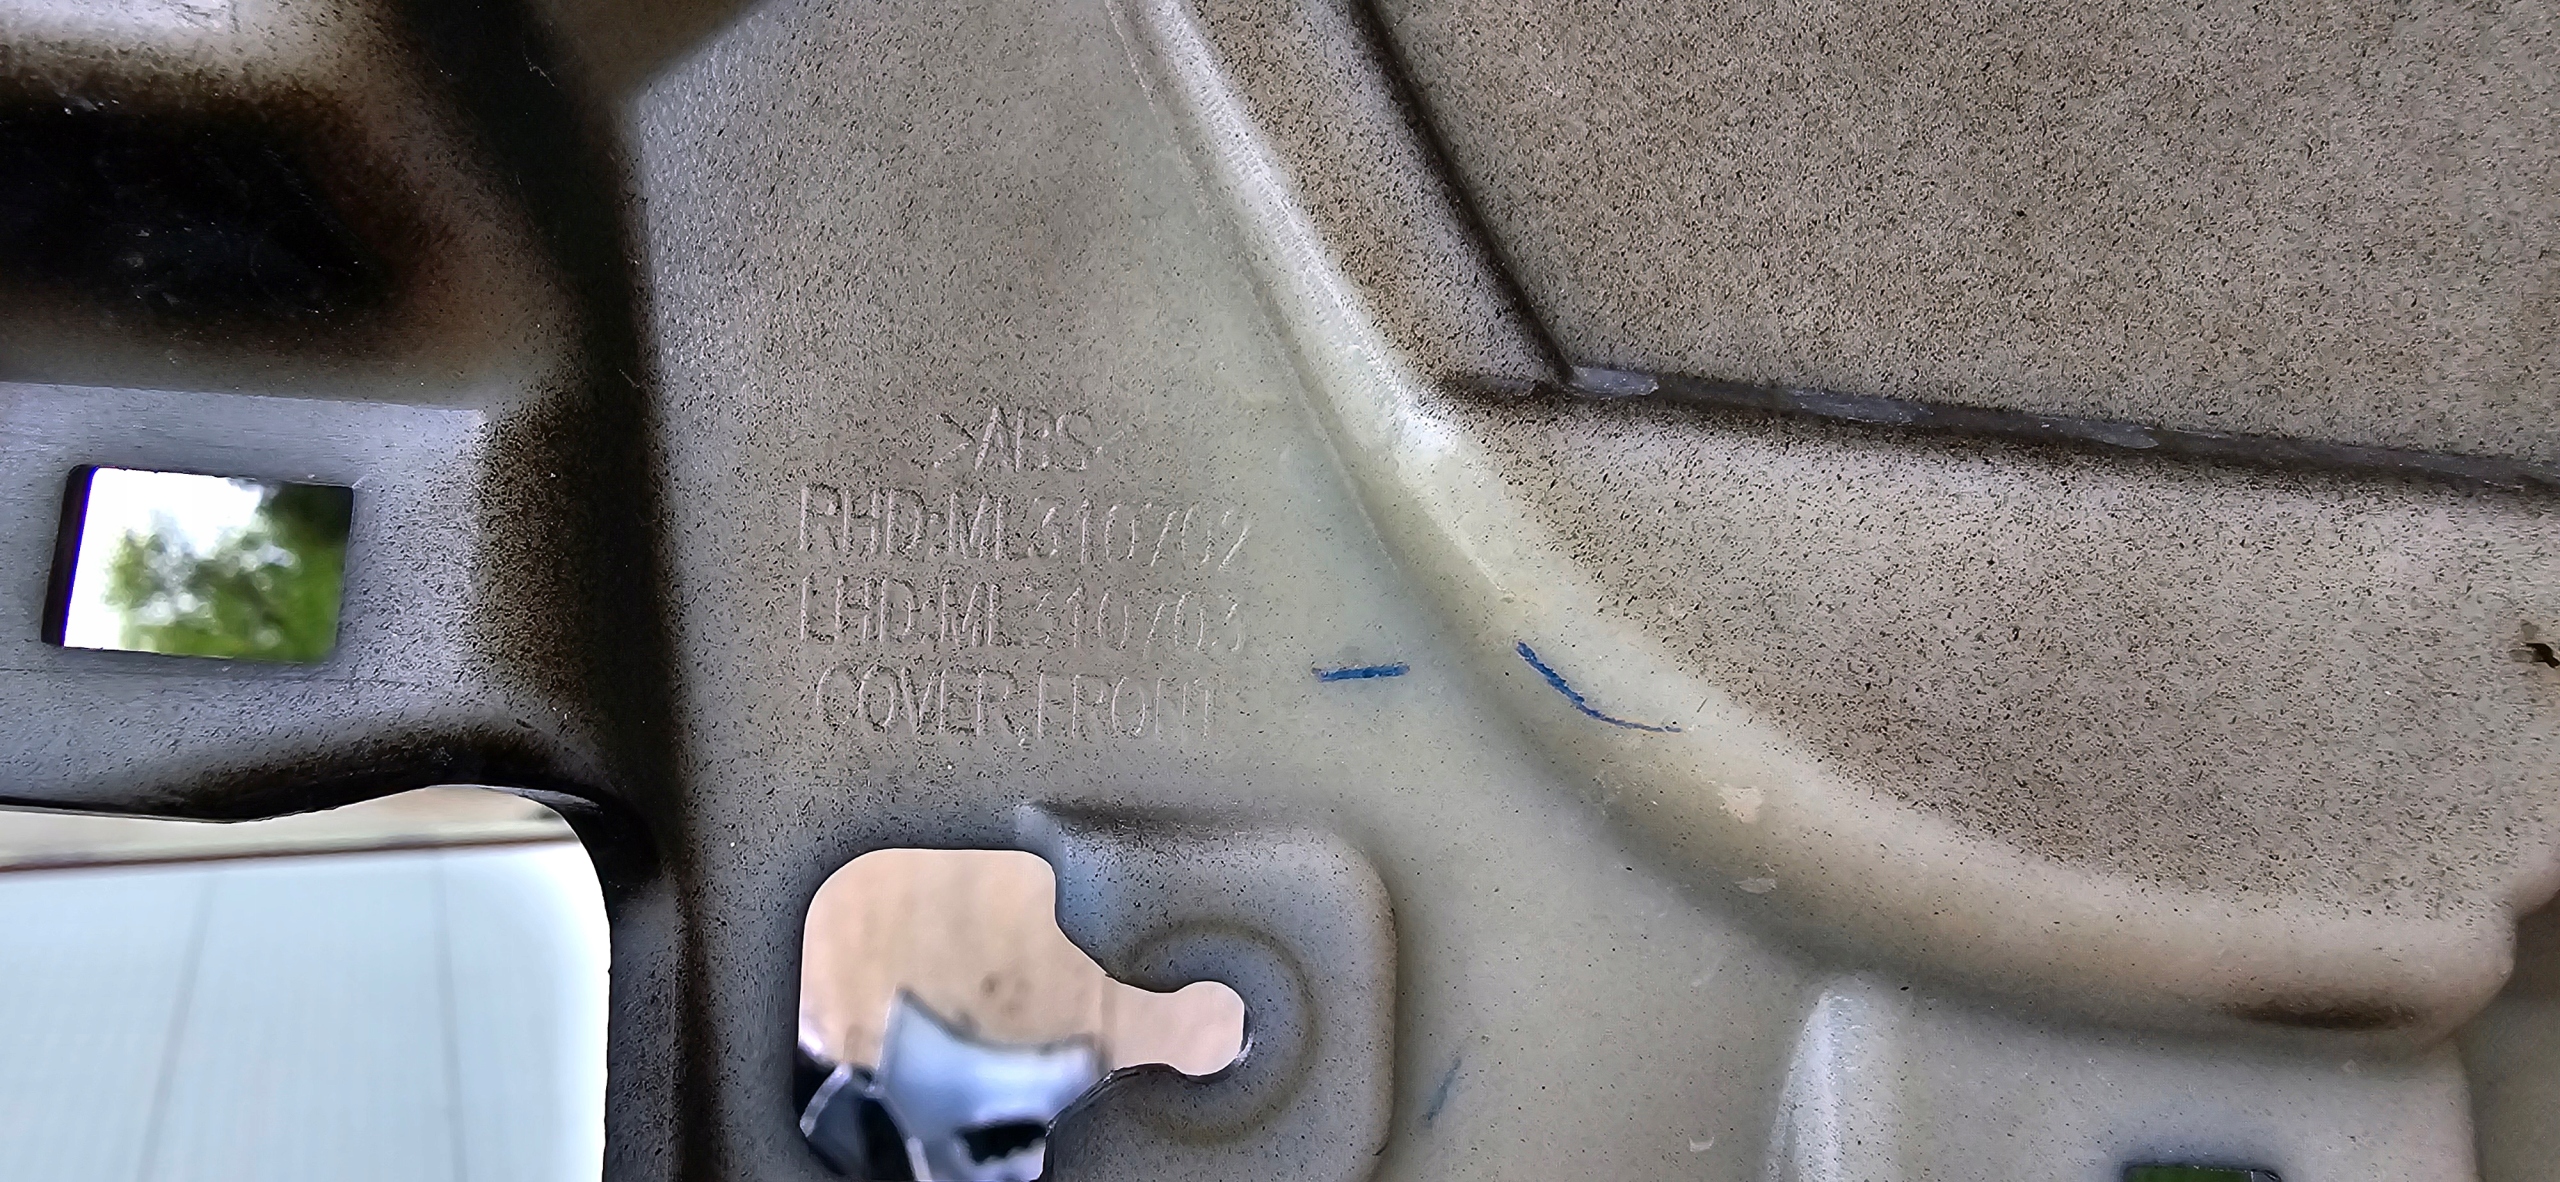 >ABS<
RHD:ML310702
LHD:ML310703
COVER,FRONT